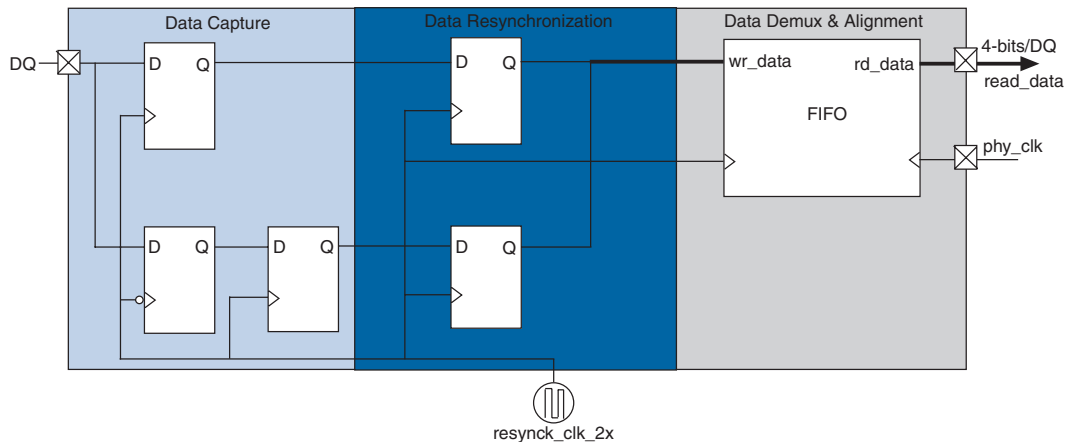 Data Capture
Data Resynchronization
Data Demux & Alignment
DQ
D Q
D Q
wr_data
rd_data
4-bits/DQ
read_data
FIFO
phy_clk
D Q
D Q
D Q
resynck_clk_2x